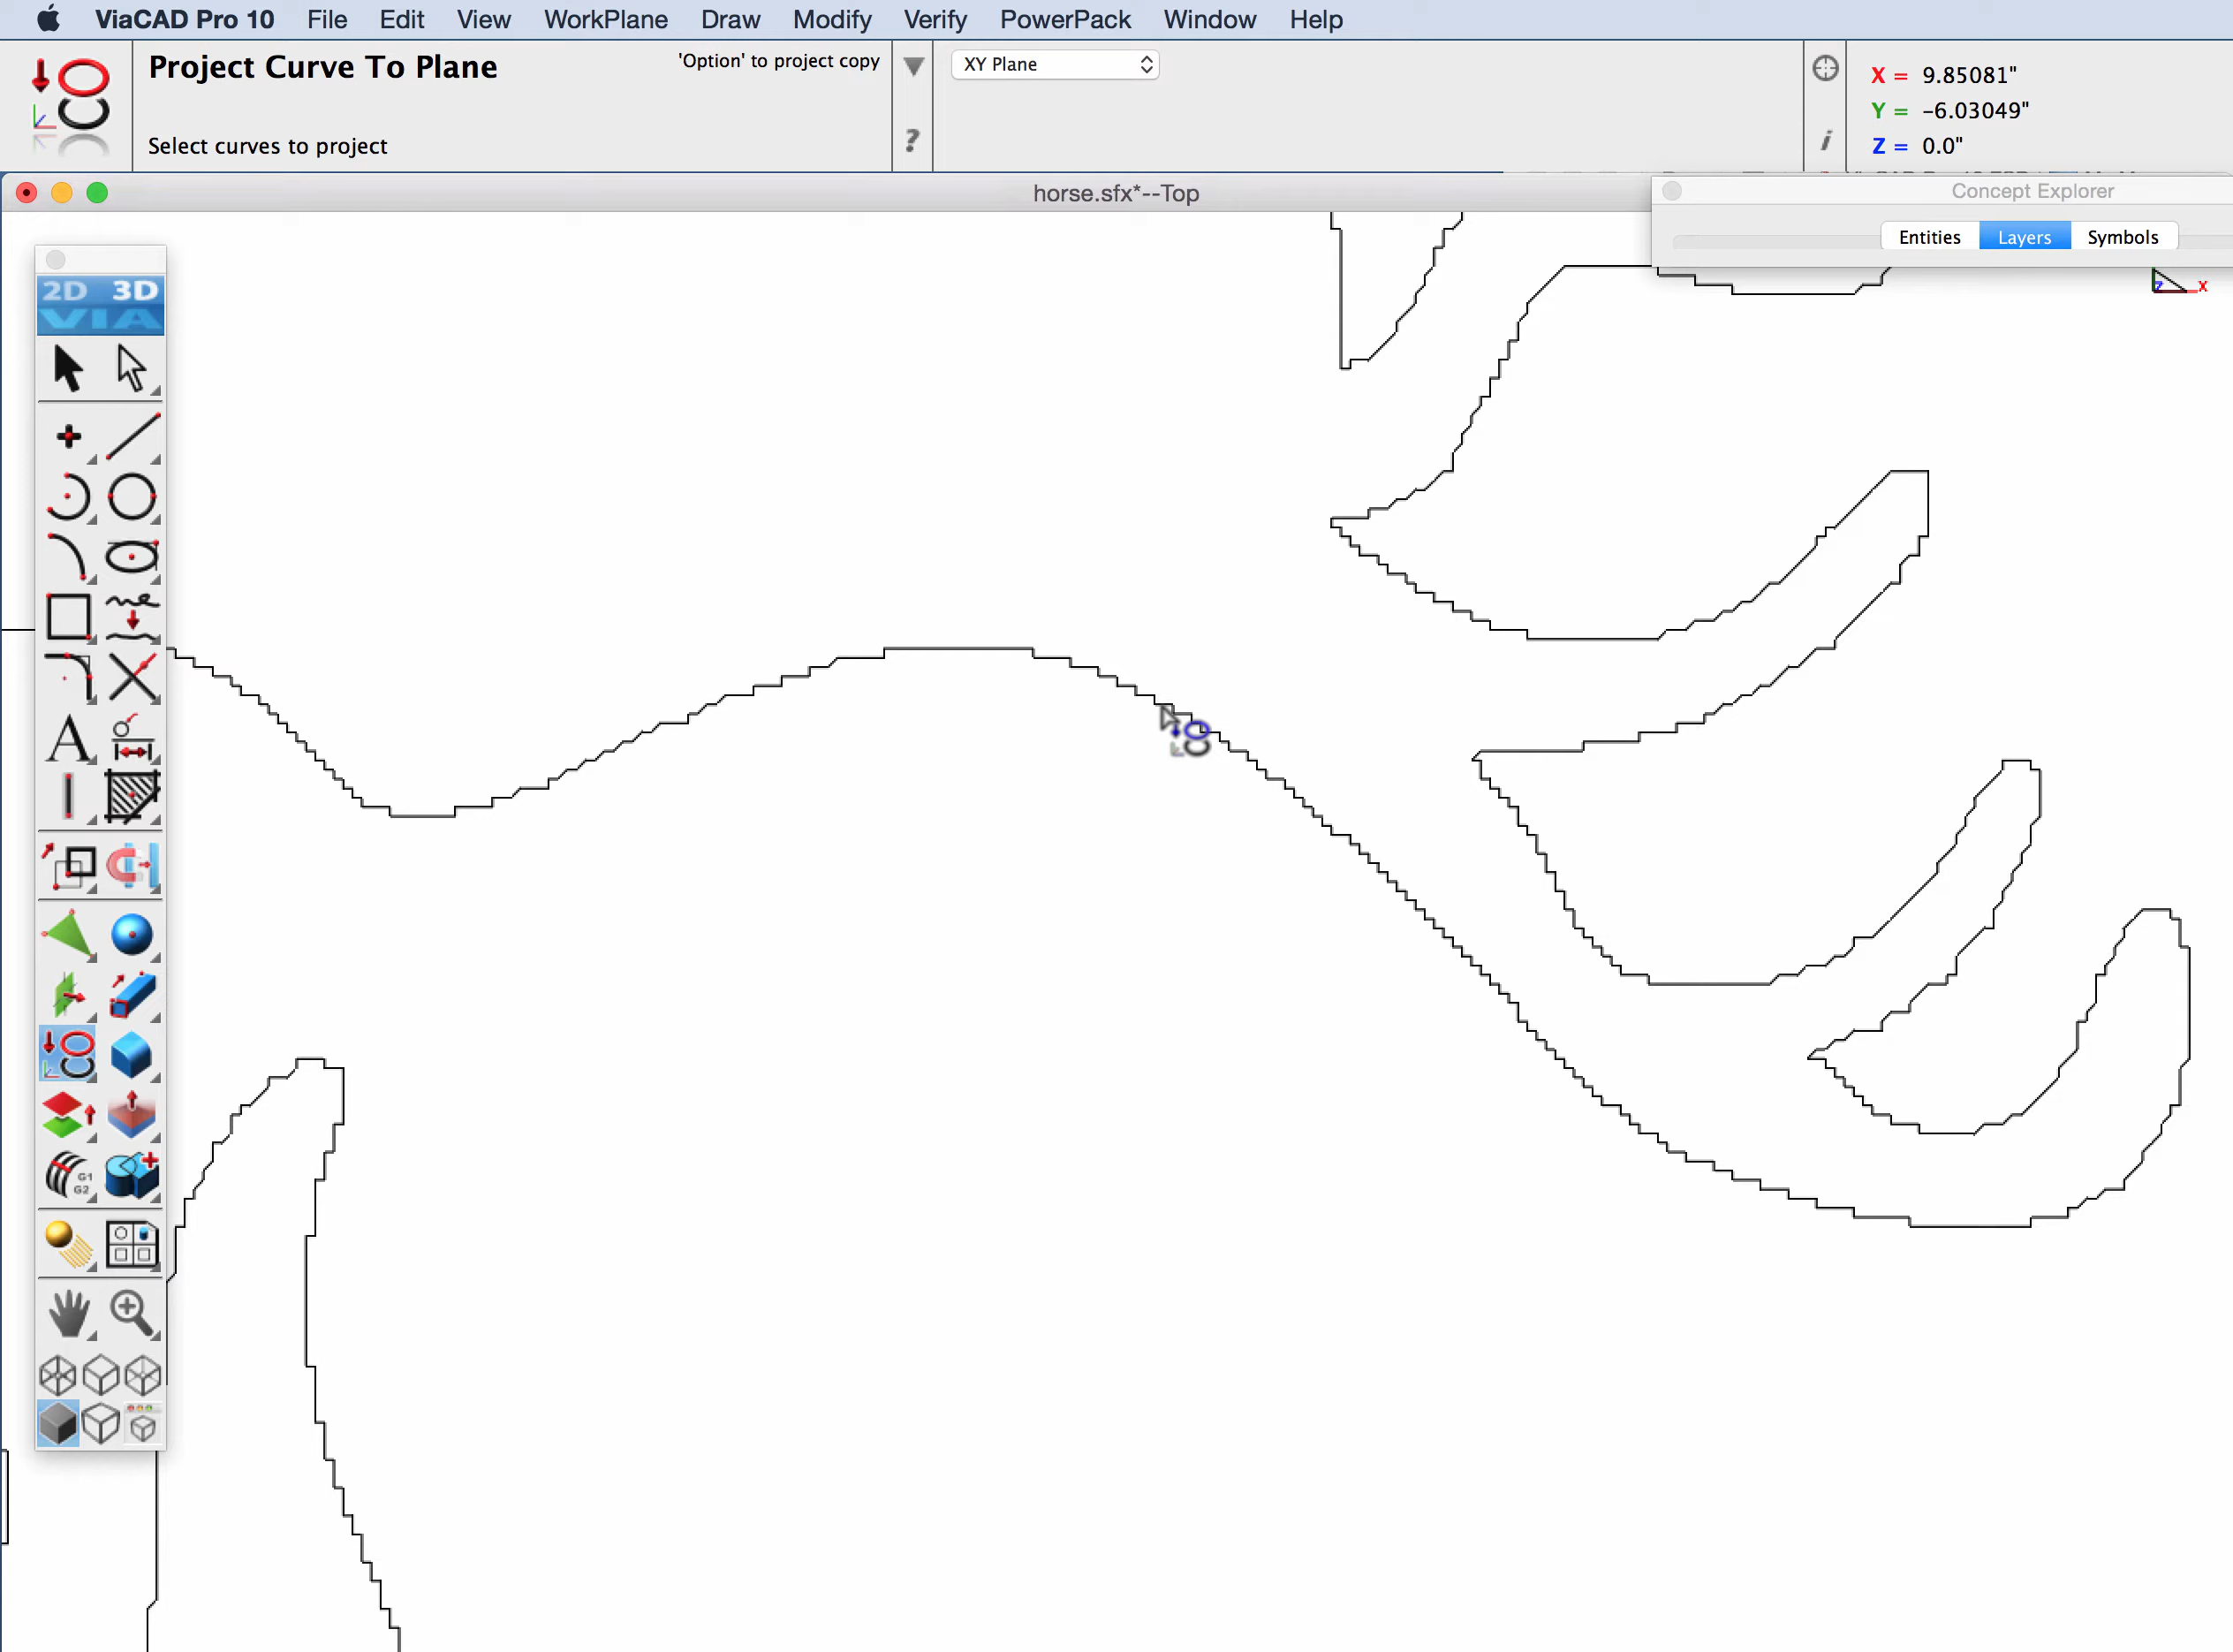 ViaCAD Pro 10 File Edit View WorkPlane Draw Modify Verify PowerPack Window Help
Project Curve To Plane
'Option' to project copy
Select curves to project
?
XY Plane
i
X = 9.85081"
Y = -6.03049"
Z = 0.0"
horse.sfx*--Top
Concept Explorer
Entities Layers Symbols
Z X
2D 3D
VIA
A
G1
G2